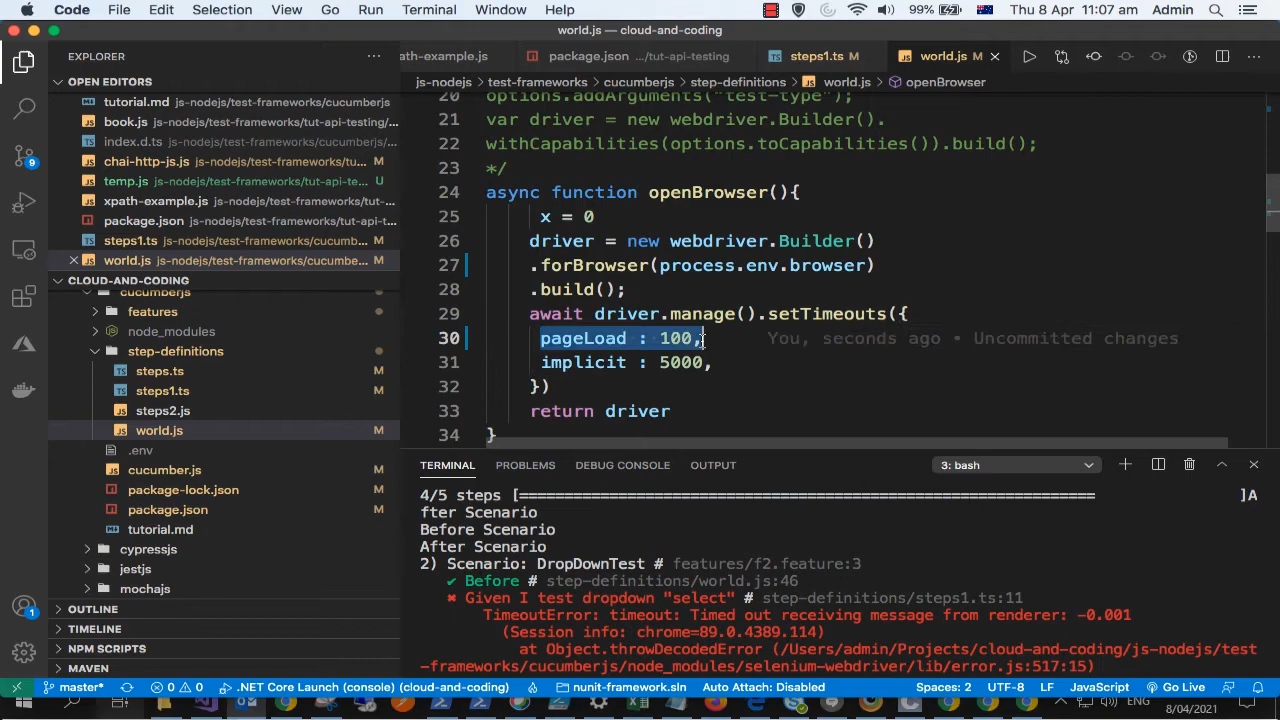 Code File Edit Selection View Go Run Terminal Window Help 99% Thu 8 Apr 11:07 am Admin
world.js — cloud-and-coding
EXPLORER
path-example.js package.json .../tut-api-testing steps1.ts M world.js M
OPEN EDITORS
js-nodejs > test-frameworks > cucumberjs > step-definitions > world.js > openBrowser
tutorial.md js-nodejs/test-frameworks/cucumberjs
book.js js-nodejs/test-frameworks/tut-api-testing/...
index.d.ts js-nodejs/test-frameworks/cucumberjs
chai-http-js.js js-nodejs/test-frameworks/tu... M
temp.js js-nodejs/test-frameworks/tut-api-te... U
xpath-example.js js-nodejs/test-frameworks/...
package.json js-nodejs/test-frameworks/tut-api-t...
steps1.ts js-nodejs/test-frameworks/cucumb... M
world.js js-nodejs/test-frameworks/cucumbe... M
CLOUD-AND-CODING
cucumberjs
features
node_modules
step-definitions
steps.ts M
steps1.ts M
steps2.js
world.js M
.env
cucumber.js M
package-lock.json M
package.json M
tutorial.md
cypressjs
jestjs
mochajs
OUTLINE
TIMELINE
NPM SCRIPTS
MAVEN
20 options.addArguments("test-type");
21 var driver = new webdriver.Builder().
22 withCapabilities(options.toCapabilities()).build();
23 */
24 async function openBrowser(){
25 x = 0
26 driver = new webdriver.Builder()
27 .forBrowser(process.env.browser)
28 .build();
29 await driver.manage().setTimeouts({
30 pageLoad : 100, You, seconds ago • Uncommitted changes
31 implicit : 5000,
32 })
33 return driver
34 }
TERMINAL PROBLEMS DEBUG CONSOLE OUTPUT 3: bash
4/5 steps [==================================================================== ]A
fter Scenario
Before Scenario
After Scenario
2) Scenario: DropDownTest # features/f2.feature:3
✔ Before # step-definitions/world.js:46
✖ Given I test dropdown "select" # step-definitions/steps1.ts:11
TimeoutError: timeout: Timed out receiving message from renderer: -0.001
(Session info: chrome=89.0.4389.114)
at Object.throwDecodedError (/Users/admin/Projects/cloud-and-coding/js-nodejs/test
-frameworks/cucumberjs/node_modules/selenium-webdriver/lib/error.js:517:15)
9
1
master* 0 0 .NET Core Launch (console) (cloud-and-coding) nunit-framework.sln Auto Attach: Disabled Spaces: 2 UTF-8 LF JavaScript Go Live
8/04/2021